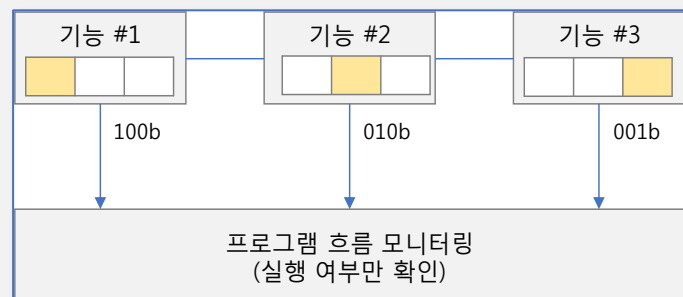 기능 #1
기능 #2
기능 #3
100b
010b
001b
프로그램 흐름 모니터링
(실행 여부만 확인)